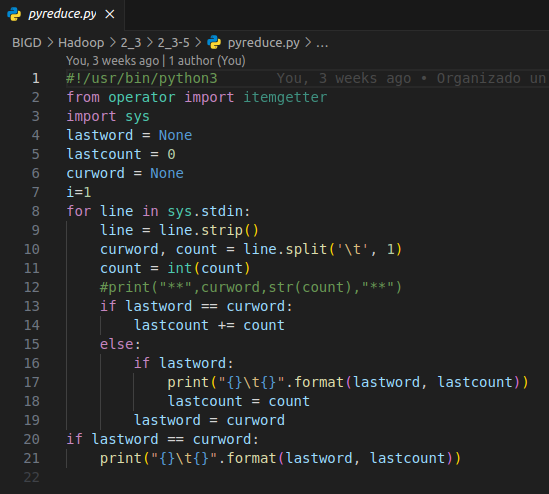 pyreduce.py ×
BIGD > Hadoop > 2_3 > 2_3-5 > pyreduce.py > ...
You, 3 weeks ago | 1 author (You)
1 #!/usr/bin/python3 You, 3 weeks ago • Organizado un
2 from operator import itemgetter
3 import sys
4 lastword = None
5 lastcount = 0
6 curword = None
7 i=1
8 for line in sys.stdin:
9     line = line.strip()
10     curword, count = line.split('\t', 1)
11     count = int(count)
12     #print("**",curword,str(count),"**")
13     if lastword == curword:
14         lastcount += count
15     else:
16         if lastword:
17             print("{}\t{}".format(lastword, lastcount))
18             lastcount = count
19         lastword = curword
20 if lastword == curword:
21     print("{}\t{}".format(lastword, lastcount))
22